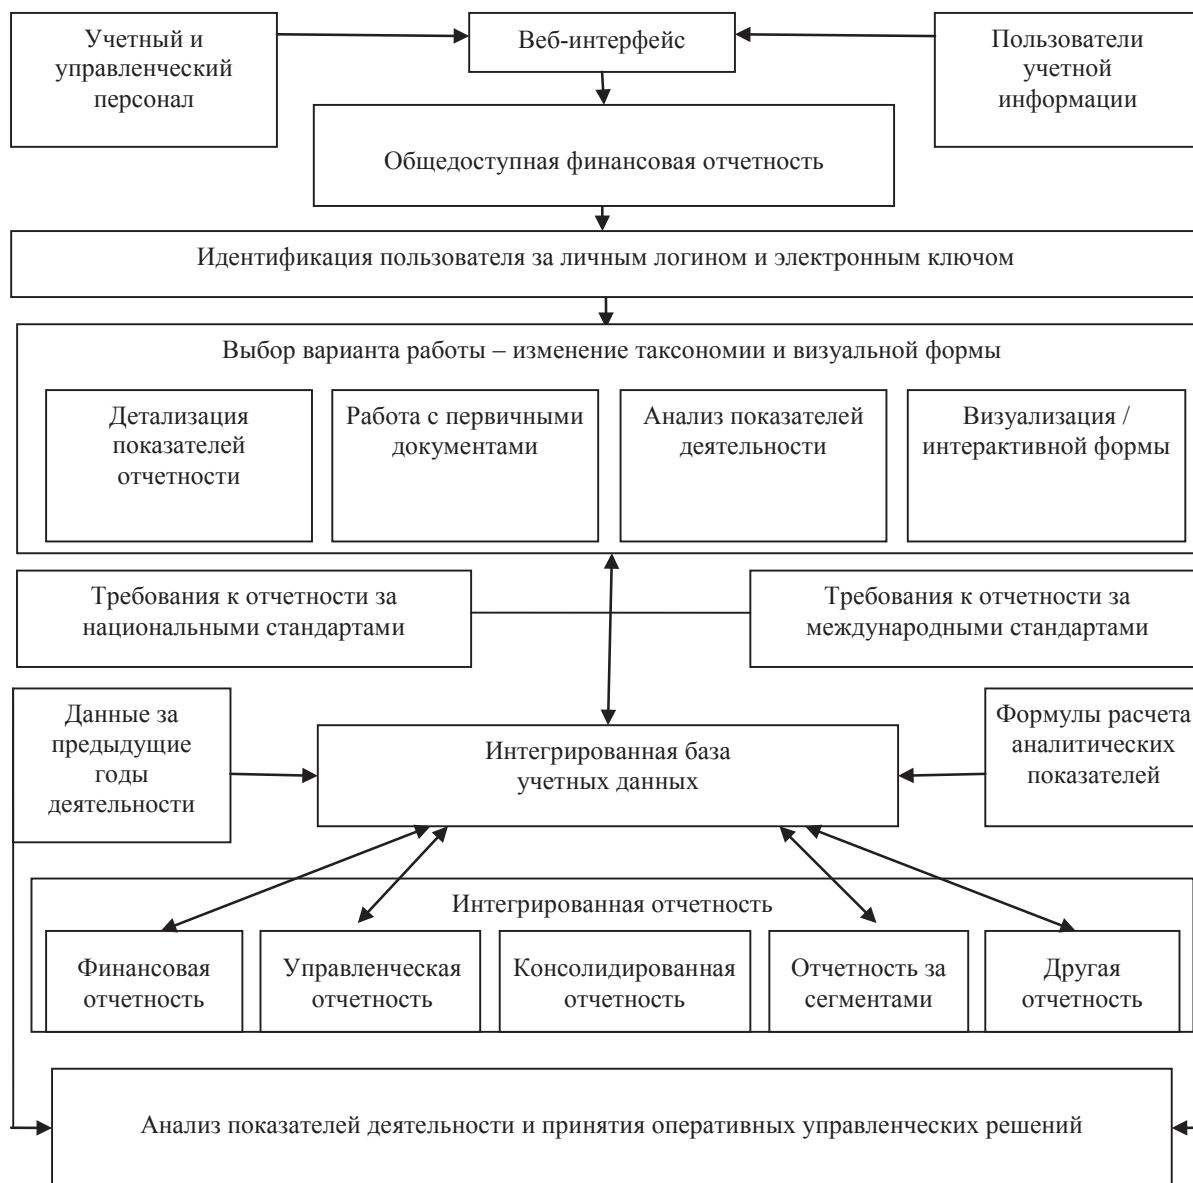 Учетный и
управленческий
персонал
Веб-интерфейс
Пользователи
учетной
информации
Общедоступная финансовая отчетность
Идентификация пользователя за личным логином и электронным ключом
Выбор варианта работы – изменение таксономии и визуальной формы
Детализация
показателей
отчетности
Работа с первичными
документами
Анализ показателей
деятельности
Визуализация /
интерактивной формы
Требования к отчетности за
национальными стандартами
Требования к отчетности за
международными стандартами
Данные за
предыдущие
годы
деятельности
Интегрированная база
учетных данных
Формулы расчета
аналитических
показателей
Интегрированная отчетность
Финансовая
отчетность
Управленческая
отчетность
Консолидированная
отчетность
Отчетность за
сегментами
Другая
отчетность
Анализ показателей деятельности и принятия оперативных управленческих решений